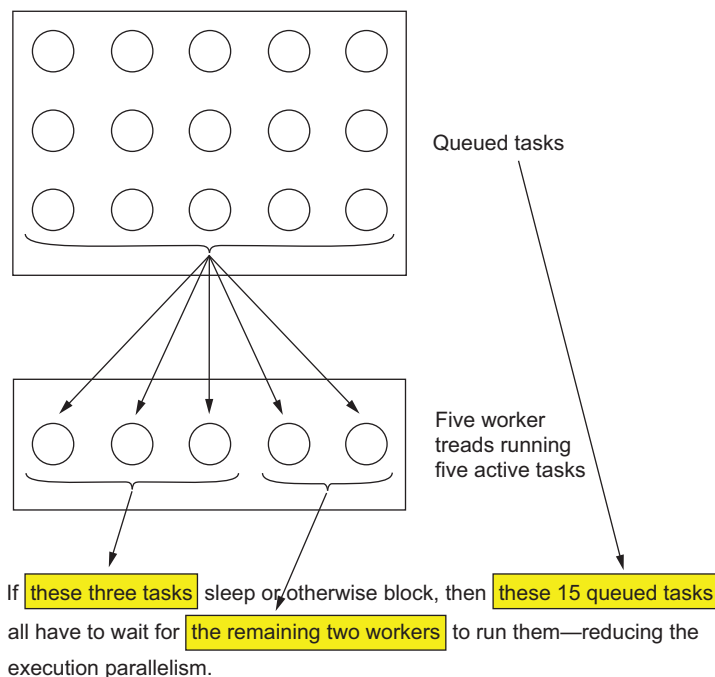 Queued tasks
Five worker
treads running
five active tasks
If these three tasks sleep or otherwise block, then these 15 queued tasks
all have to wait for the remaining two workers to run them—reducing the
execution parallelism.